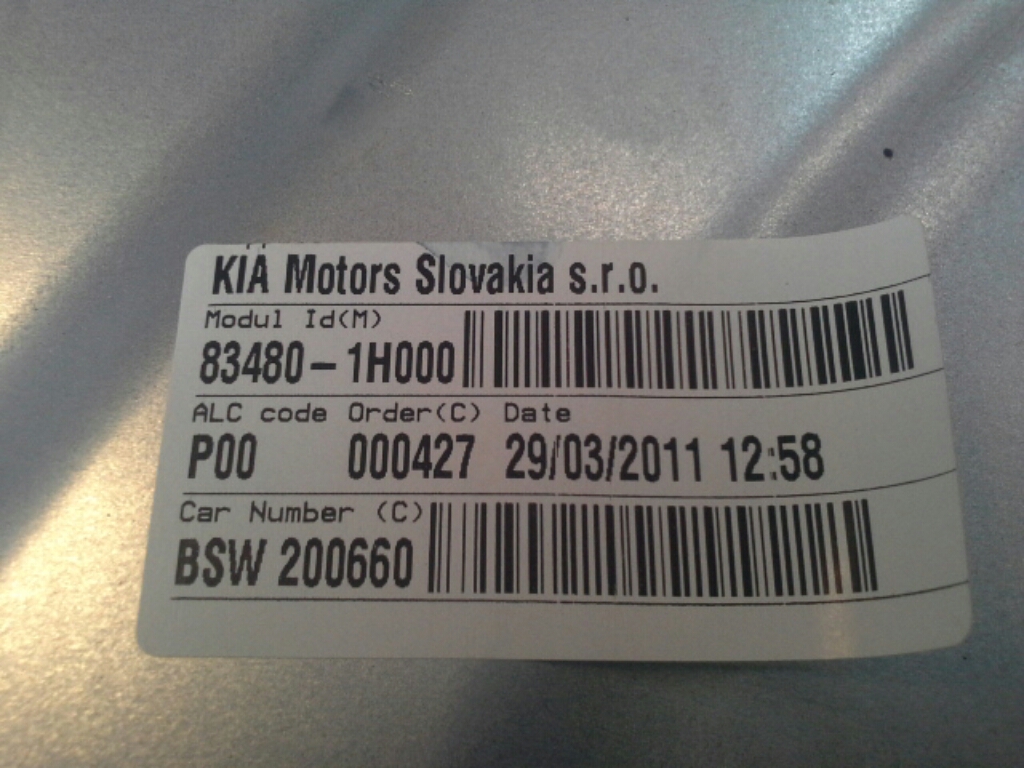 KIA Motors Slovakia s.r.o.
Modul Id(M)
83480-1H000
ALC code Order(C) Date
P00 000427 29/03/2011 12:58
Car Number (C)
BSW 200660